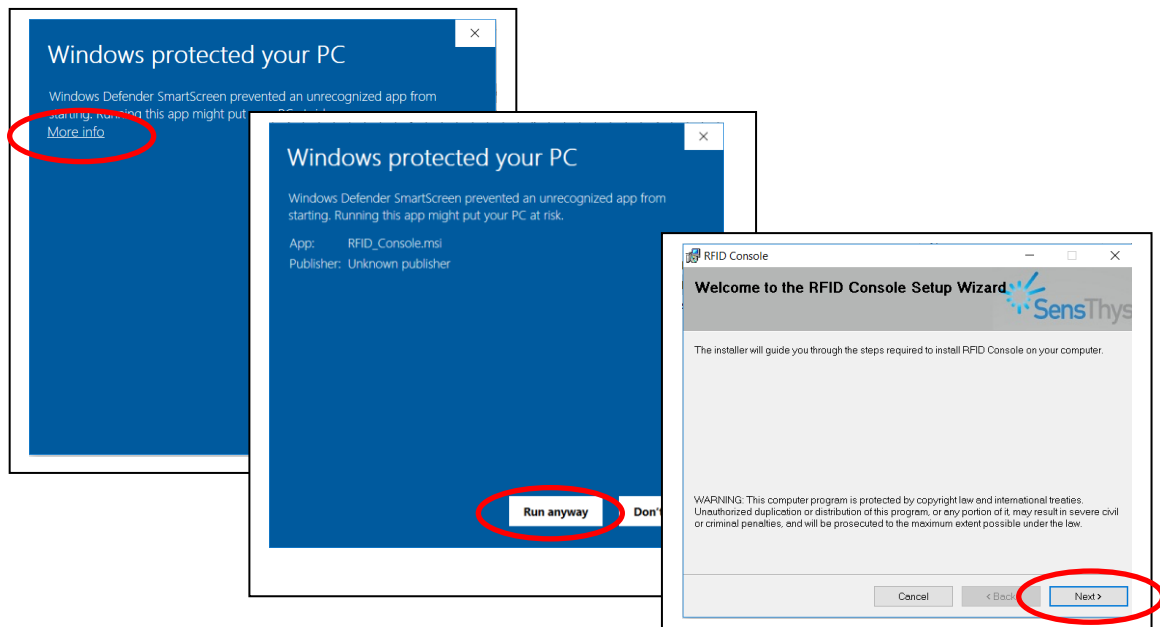 Windows protected your PC
Windows Defender SmartScreen prevented an unrecognized app from
starting. Running this app might put
More info
Windows protected your PC
Windows Defender SmartScreen prevented an unrecognized app from
starting. Running this app might put your PC at risk.
App: RFID_Console.msi
Publisher: Unknown publisher
Run anyway
Don't
RFID Console
Welcome to the RFID Console Setup Wizard
SensThys
The installer will guide you through the steps required to install RFID Console on your computer.
WARNING: This computer program is protected by copyright law and international treaties.
Unauthorized duplication or distribution of this program, or any portion of it, may result in severe civil
or criminal penalties, and will be prosecuted to the maximum extent possible under the law.
Cancel
< Back
Next >